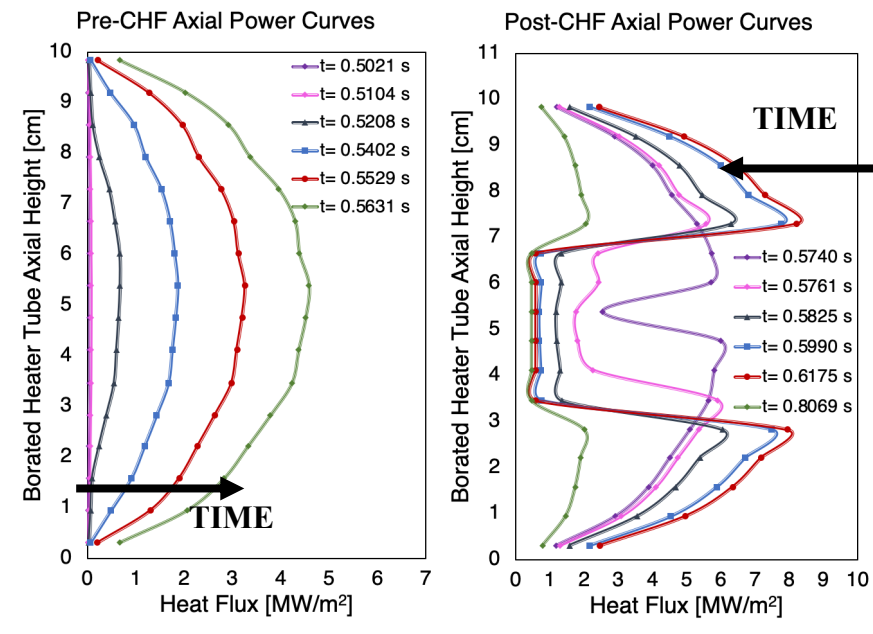 Pre-CHF Axial Power Curves
Borated Heater Tube Axial Height [cm]
10
9
8
7
6
5
4
3
2
1
0
t= 0.5021 s
t= 0.5104 s
t= 0.5208 s
t= 0.5402 s
t= 0.5529 s
t= 0.5631 s
TIME
0 1 2 3 4 5 6 7
Heat Flux [MW/m²]
Post-CHF Axial Power Curves
Borated Heater Tube Axial Height [cm]
11
10
9
8
7
6
5
4
3
2
1
0
TIME
t= 0.5740 s
t= 0.5761 s
t= 0.5825 s
t= 0.5990 s
t= 0.6175 s
t= 0.8069 s
0 1 2 3 4 5 6 7 8 9 10
Heat Flux [MW/m²]